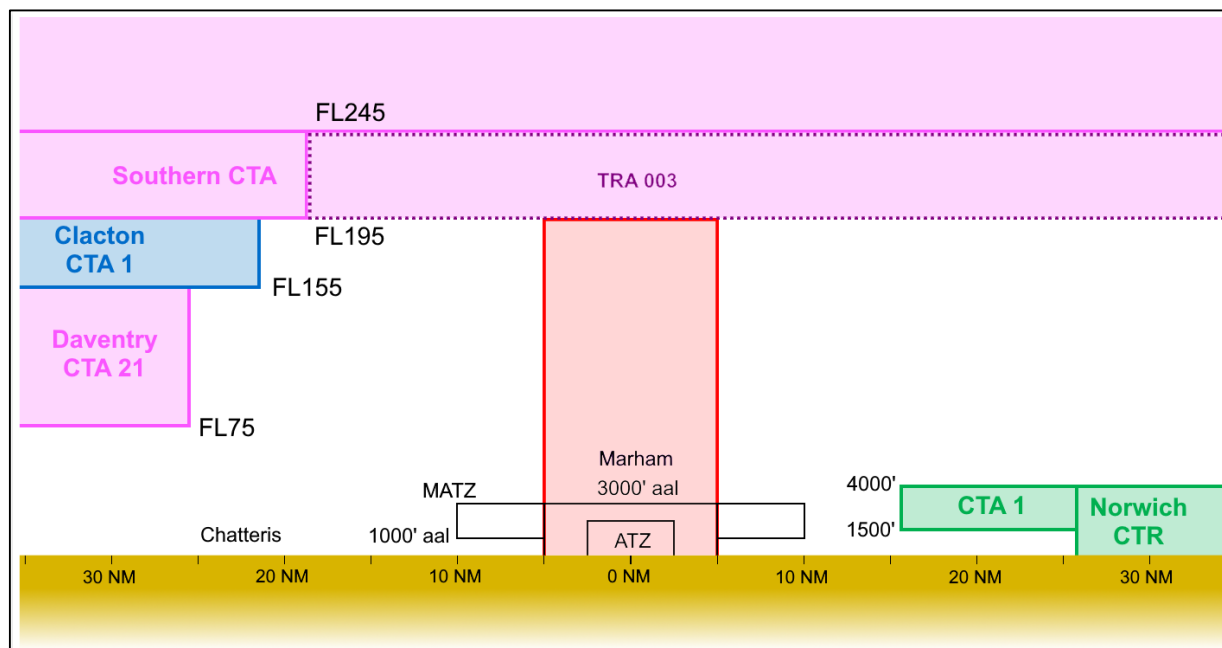 FL245
Southern CTA
TRA 003
FL195
Clacton
CTA 1
FL155
Daventry
CTA 21
FL75
Marham
MATZ
3000' aal
4000'
CTA 1
Norwich
CTR
1500'
Chatteris
1000' aal
ATZ
30 NM
20 NM
10 NM
0 NM
10 NM
20 NM
30 NM